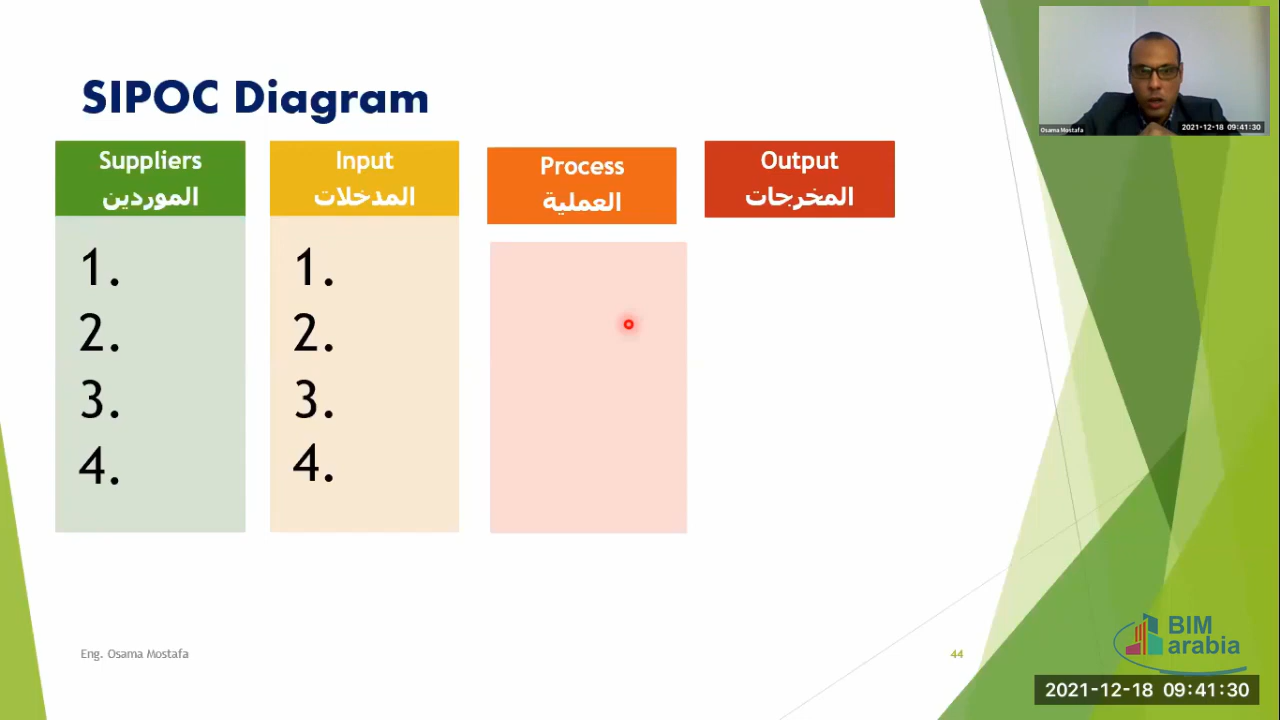 SIPOC Diagram
Suppliers
الموردين
1.
2.
3.
4.
Input
المدخلات
1.
2.
3.
4.
Process
العملية
Output
المخرجات
Osama Mostafa
2021-12-18 09:41:30
Eng. Osama Mostafa
44
BIM
arabia
2021-12-18 09:41:30